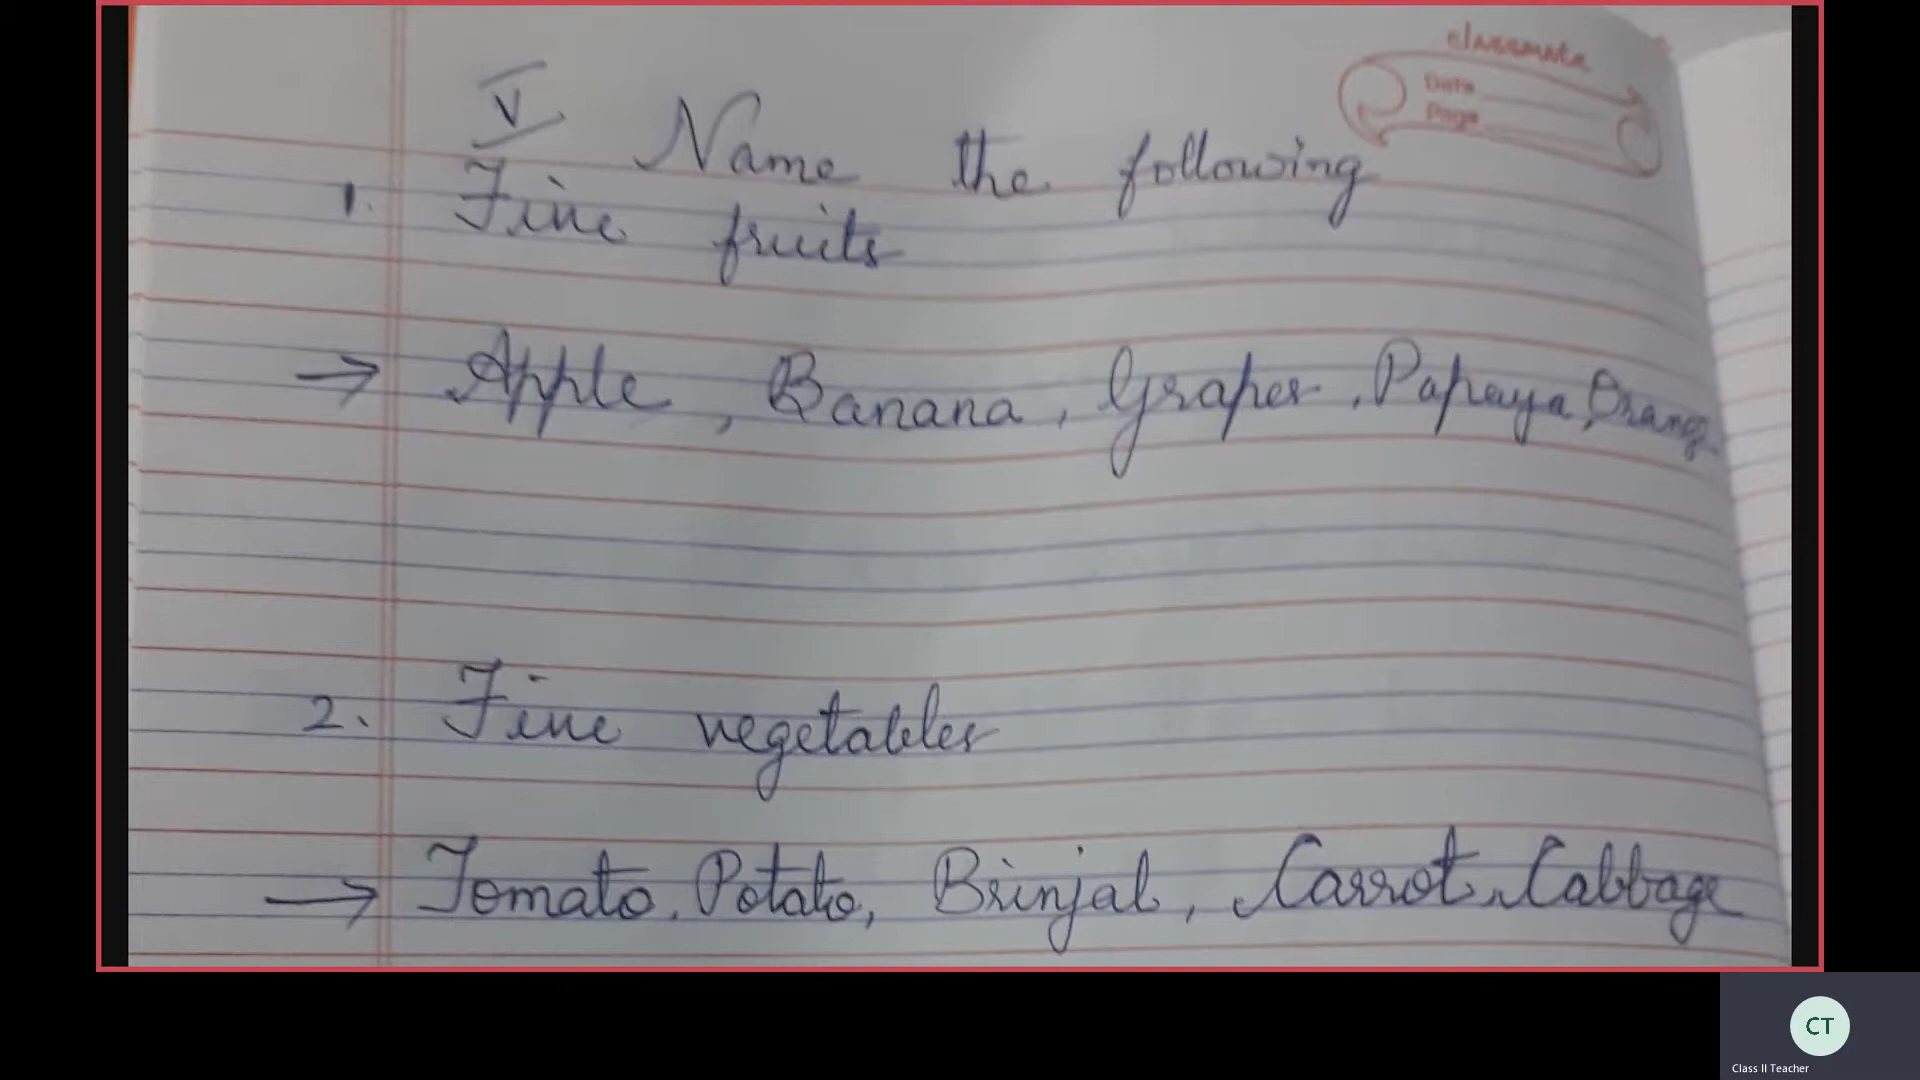 classmate
Date
Page
V Name the following
1. Five fruits
→ Apple, Banana, Grapes, Papaya, Orange
2. Five vegetables
→ Tomato, Potato, Brinjal, Carrot, Cabbage
CT
Class II Teacher